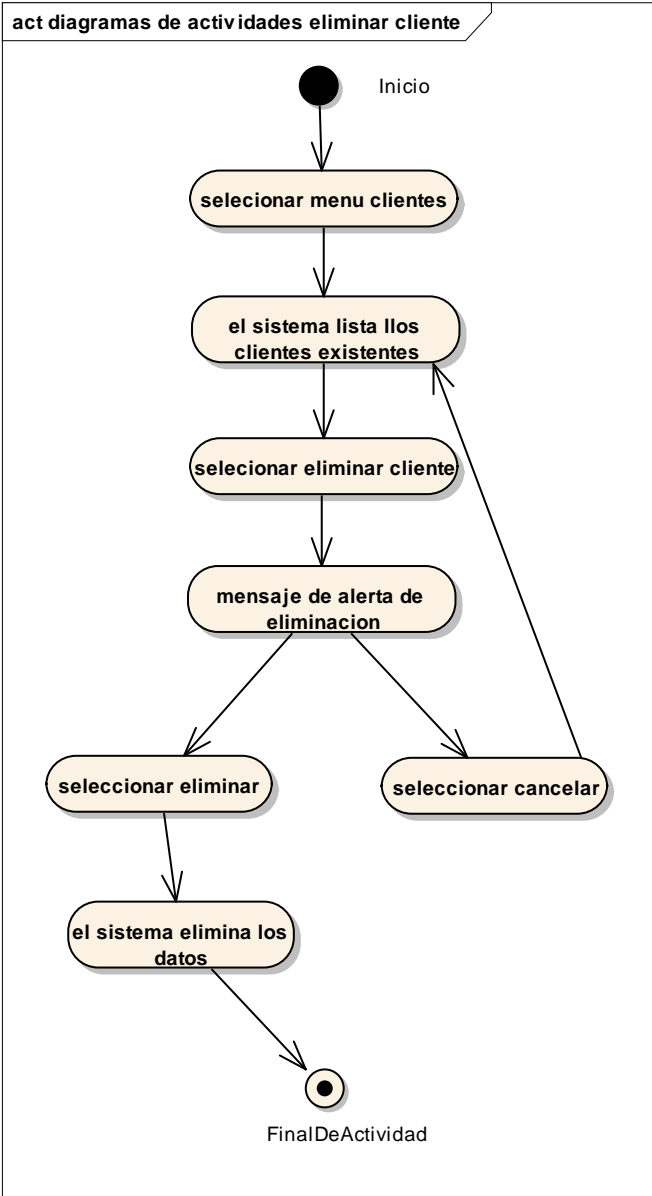 act diagramas de actividades eliminar cliente
Inicio
selecionar menu clientes
el sistema lista llos
clientes existentes
selecionar eliminar cliente
mensaje de alerta de
eliminacion
seleccionar eliminar
seleccionar cancelar
el sistema elimina los
datos
FinalDeActividad